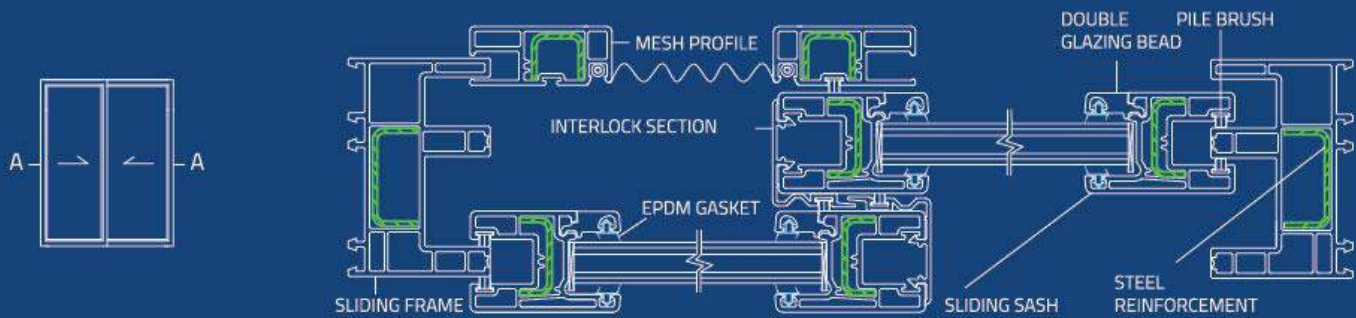 A
A
MESH PROFILE
INTERLOCK SECTION
EPDM GASKET
SLIDING FRAME
DOUBLE
GLAZING BEAD
PILE BRUSH
SLIDING SASH
STEEL
REINFORCEMENT